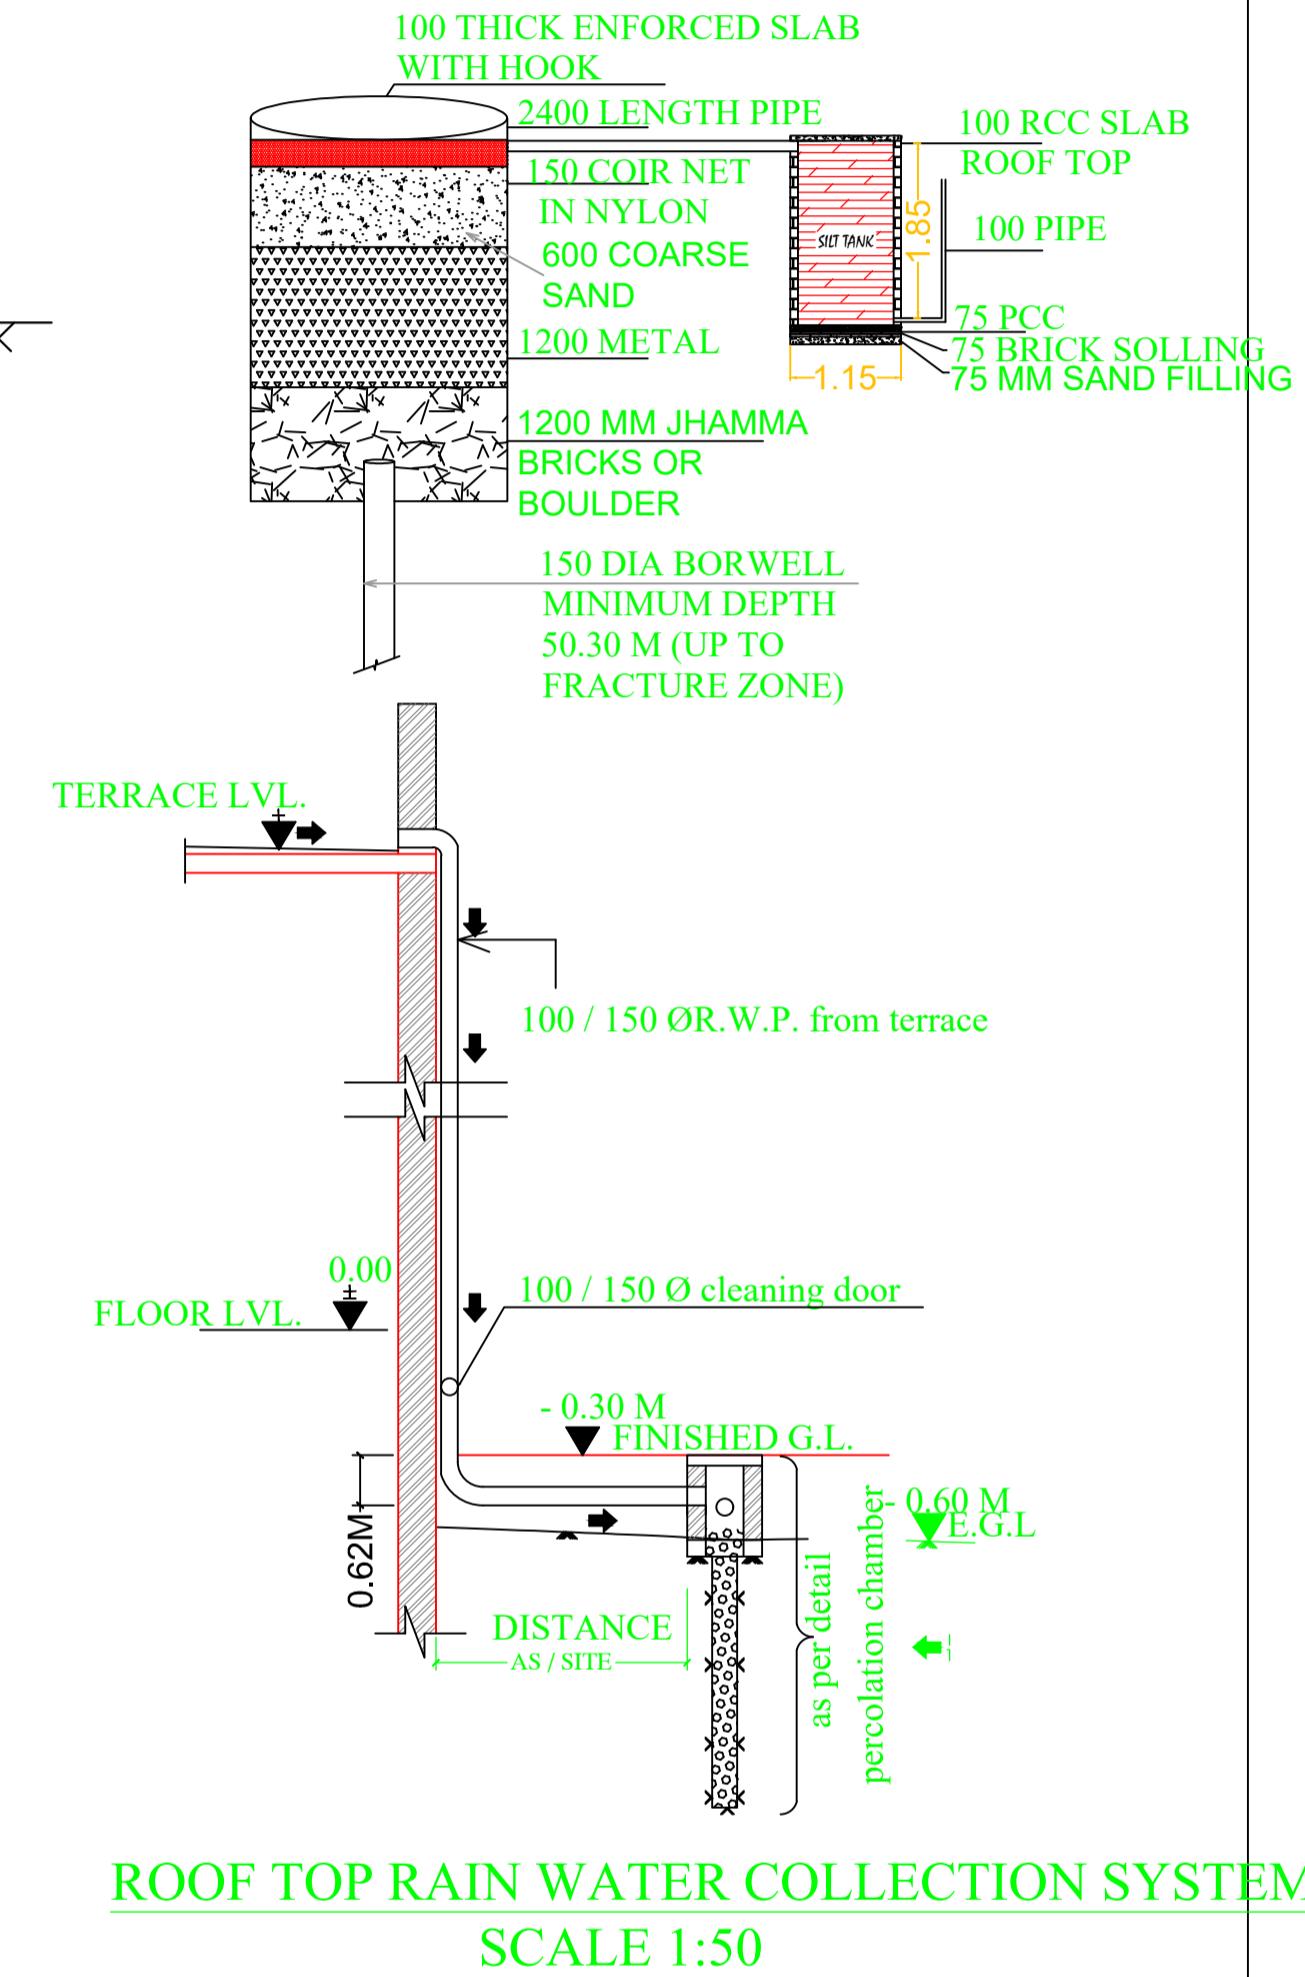 100 THICK ENFORCED SLAB
WITH HOOK
2400 LENGTH PIPE
150 COIR NET
IN NYLON
600 COARSE
SAND
1200 METAL
1200 MM JHAMMA
BRICKS OR
BOULDER
150 DIA BORWELL
MINIMUM DEPTH
50.30 M (UP TO
FRACTURE ZONE)
100 RCC SLAB
ROOF TOP
100 PIPE
SILT TANK
1.85
75 PCC
75 BRICK SOLLING
75 MM SAND FILLING
1.15
TERRACE LVL.
±
100 / 150 ØR.W.P. from terrace
0.00
±
FLOOR LVL.
100 / 150 Ø cleaning door
- 0.30 M
FINISHED G.L.
- 0.60 M
E.G.L
0.62M
DISTANCE
AS / SITE
as per detail
percolation chamber
ROOF TOP RAIN WATER COLLECTION SYSTEM
SCALE 1:50